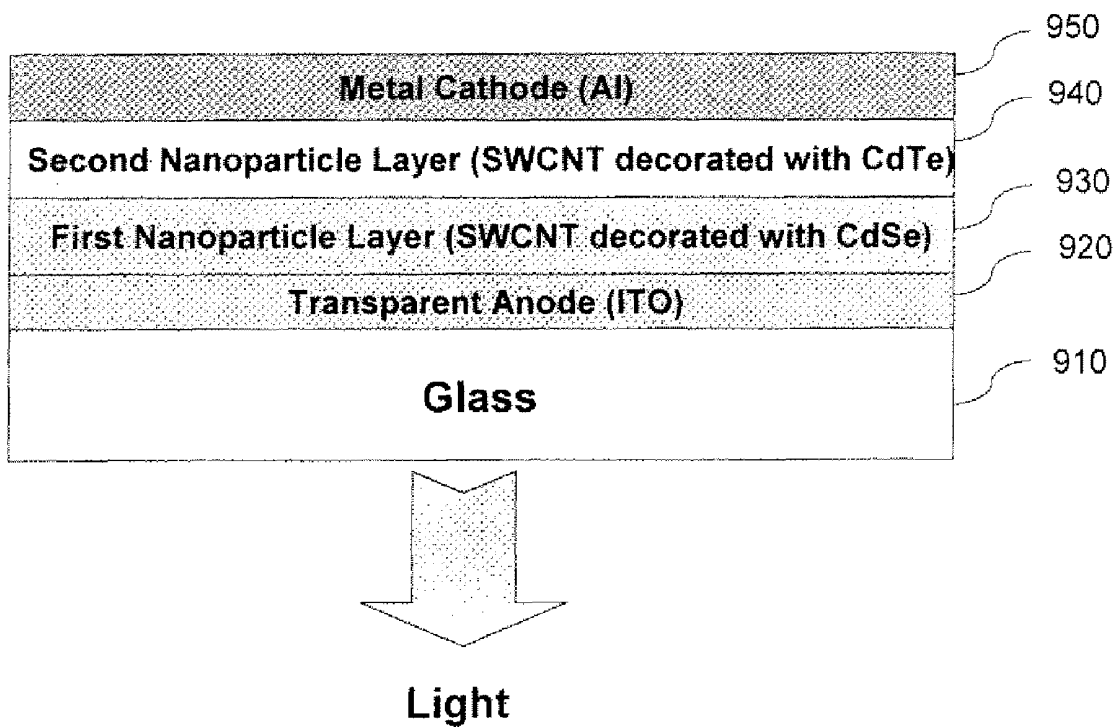 950
Metal Cathode (Al)
940
Second Nanoparticle Layer (SWCNT decorated with CdTe)
930
First Nanoparticle Layer (SWCNT decorated with CdSe)
920
Transparent Anode (ITO)
910
Glass
Light